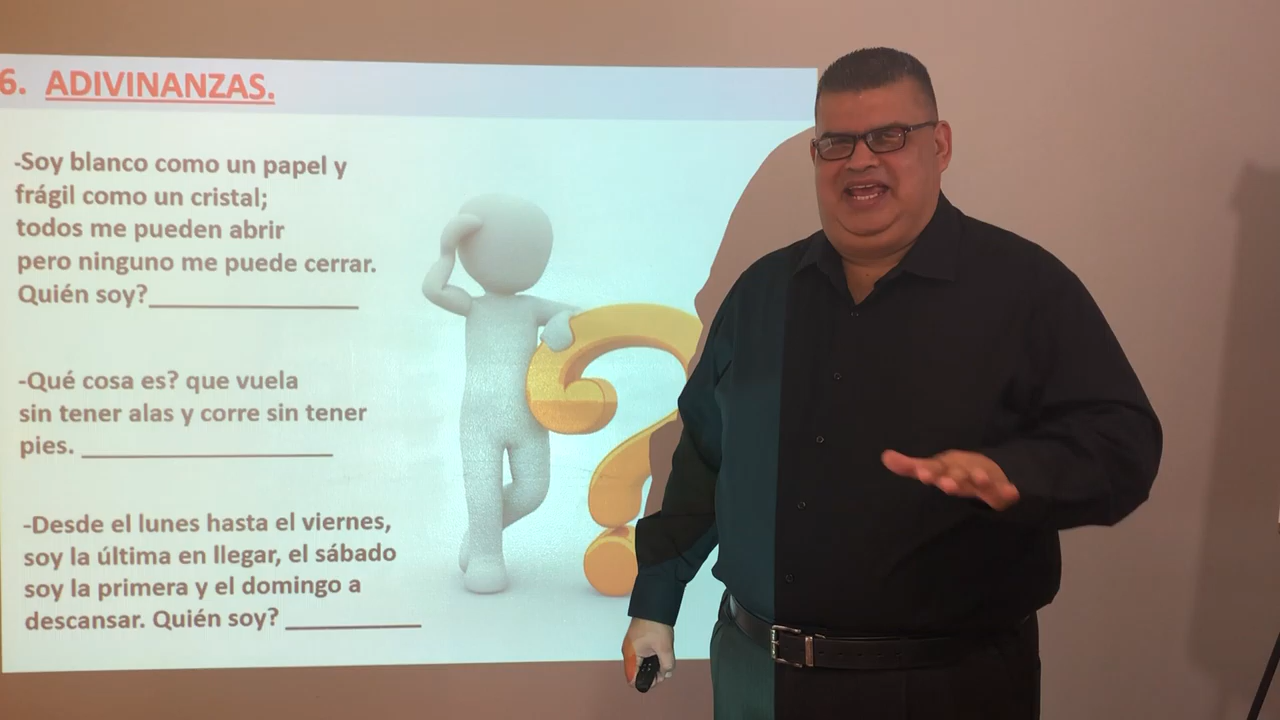 6. ADIVINANZAS.
-Soy blanco como un papel y
frágil como un cristal;
todos me pueden abrir
pero ninguno me puede cerrar.
Quién soy?_______________
-Qué cosa es? que vuela
sin tener alas y corre sin tener
pies. __________________
-Desde el lunes hasta el viernes,
soy la última en llegar, el sábado
soy la primera y el domingo a
descansar. Quién soy? __________